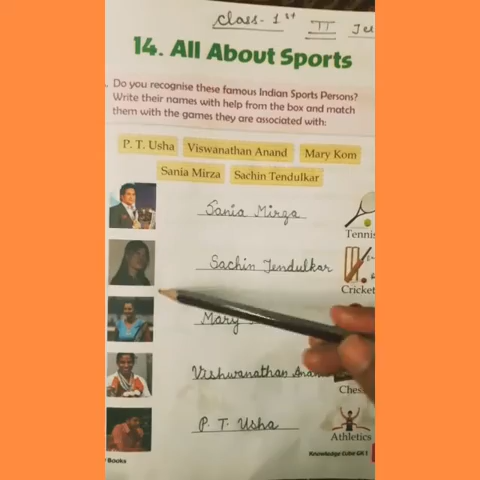 Class - 1st II
14. All About Sports
Do you recognise these famous Indian Sports Persons?
Write their names with help from the box and match
them with the games they are associated with:
P. T. Usha Viswanathan Anand Mary Kom
Sania Mirza Sachin Tendulkar
Sania Mirza
Tennis
Sachin Tendulkar
Cricket
Mary
Vishwanathan Anan
Ches
P. T. Usha
Athletics
Books Knowledge Cube GK 1